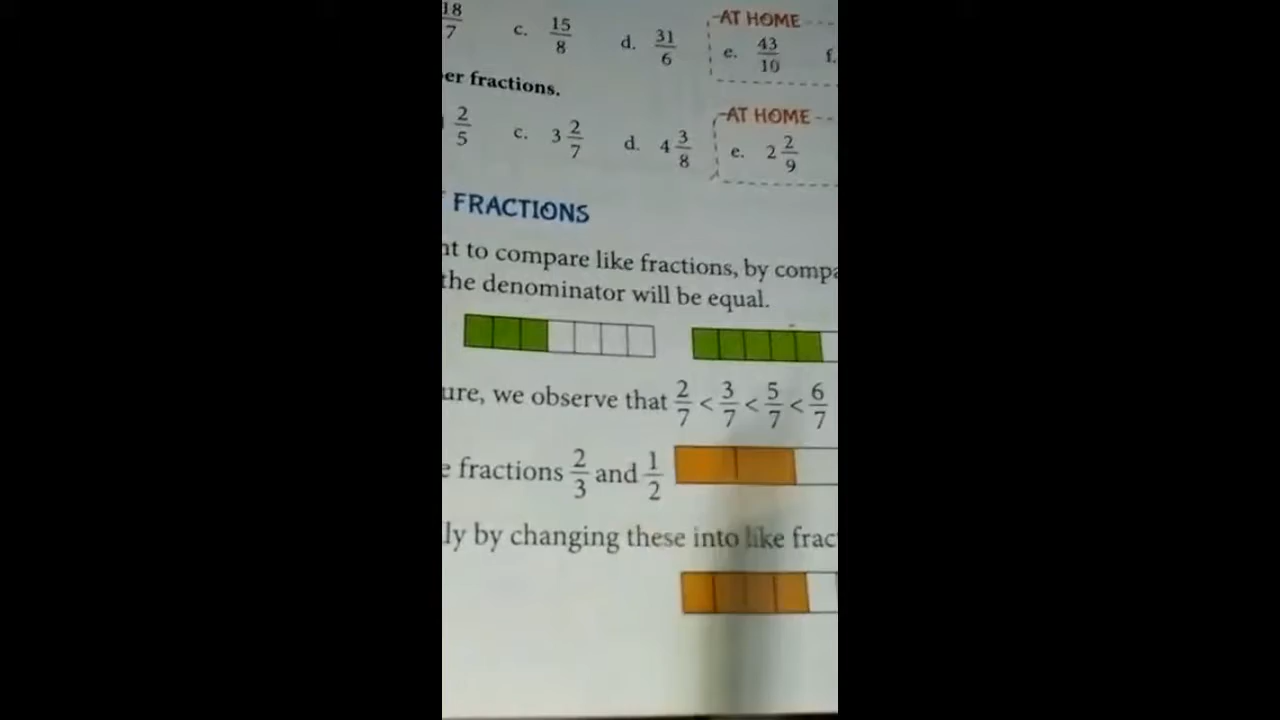 18/7 c. 15/8 d. 31/6 AT HOME e. 43/10 f.
er fractions.
2/5 c. 3 2/7 d. 4 3/8 AT HOME e. 2 2/9
FRACTIONS
to compare like fractions, by
the denominator will be equal.
we observe that 2/7 < 3/7 < 5/7 < 6/7
fractions 2/3 and 1/2
ly by changing these into like frac